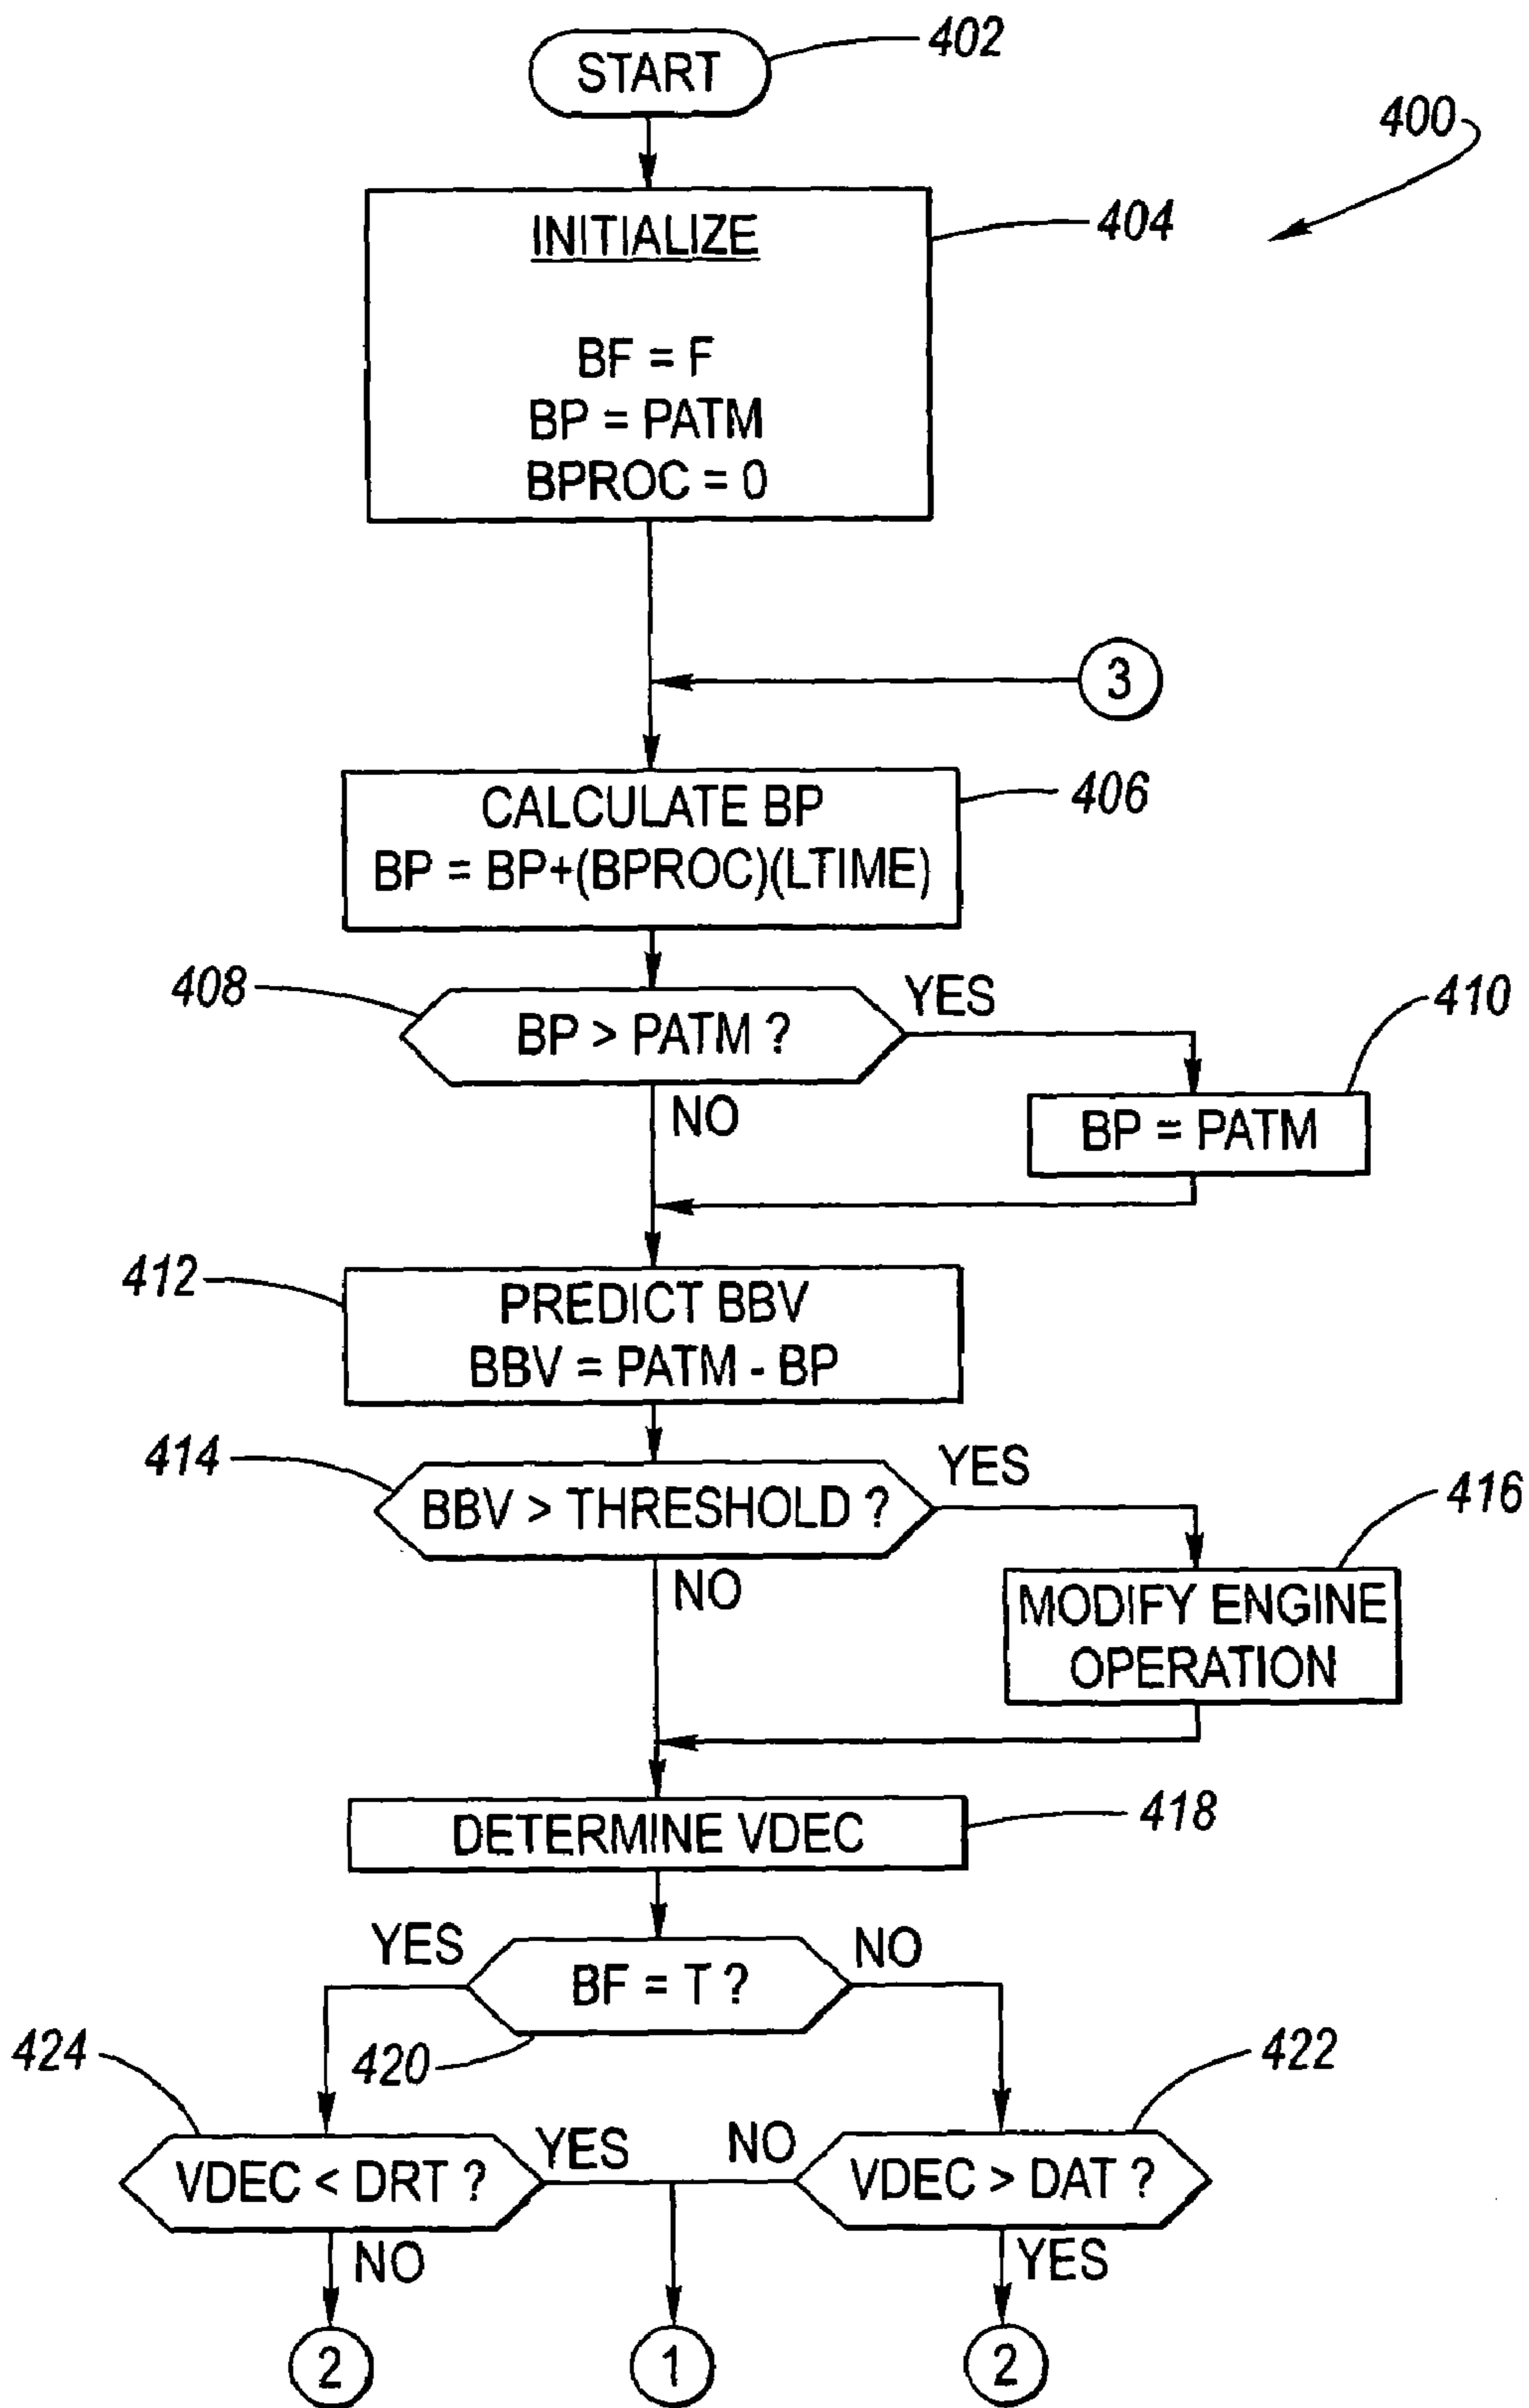 START
402
400
INITIALIZE
404
BF = F
BP = PATM
BPROC = 0
3
CALCULATE BP
BP = BP+(BPROC)(LTIME)
406
408
BP > PATM ?
YES
410
NO
BP = PATM
412
PREDICT BBV
BBV = PATM - BP
414
BBV > THRESHOLD ?
YES
416
NO
MODIFY ENGINE
OPERATION
DETERMINE VDEC
418
YES
BF = T ?
NO
424
420
422
VDEC < DRT ?
YES
NO
VDEC > DAT ?
NO
YES
2
1
2